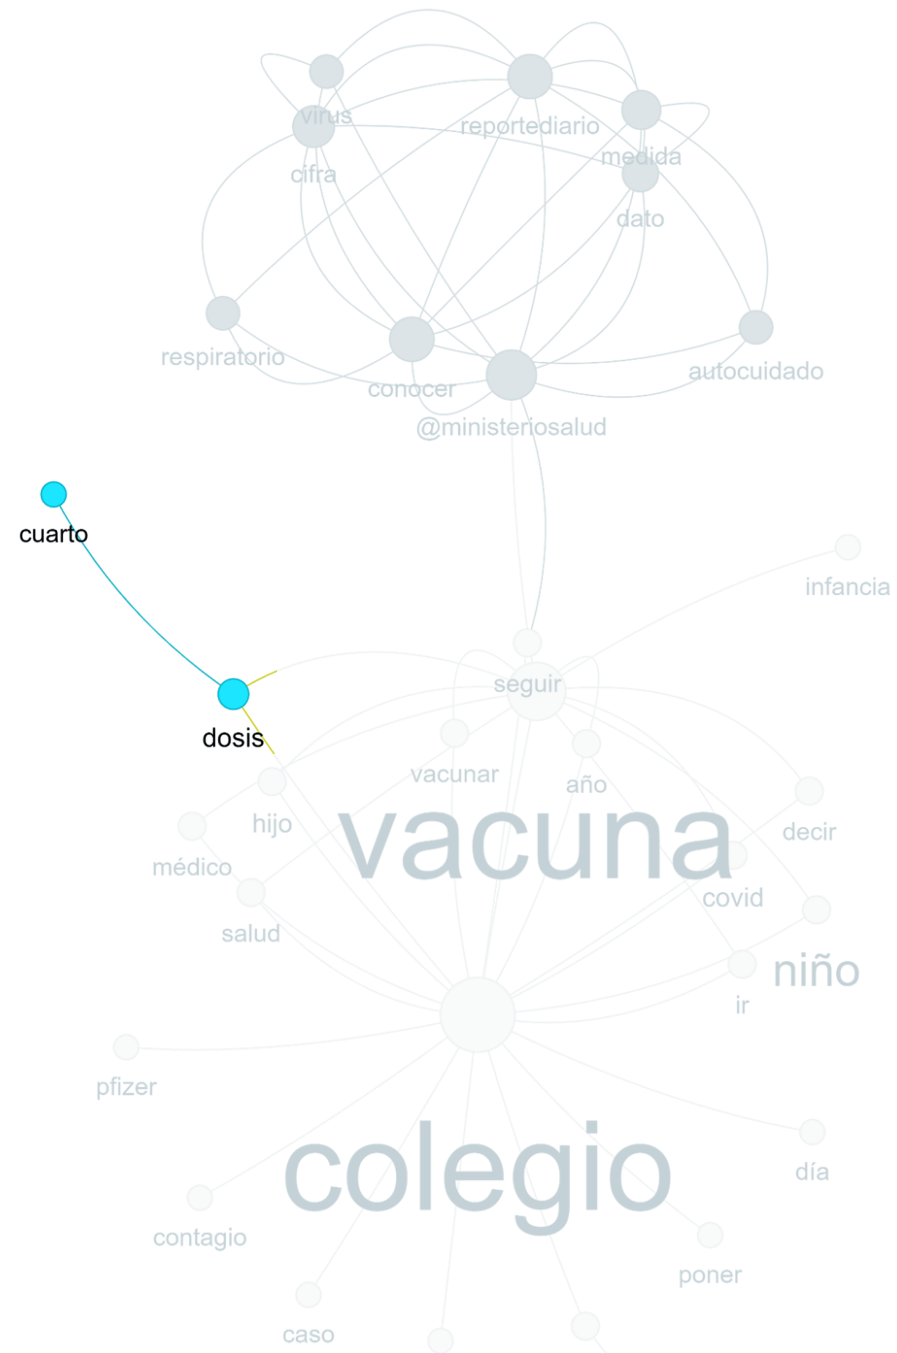 virus
reportediario
medida
cifra
dato
respiratorio
conocer
autocuidado
@ministeriosalud
cuarto
infancia
seguir
dosis
vacunar
año
hijo
vacuna
decir
médico
covid
salud
niño
ir
pfizer
colegio
día
contagio
poner
caso